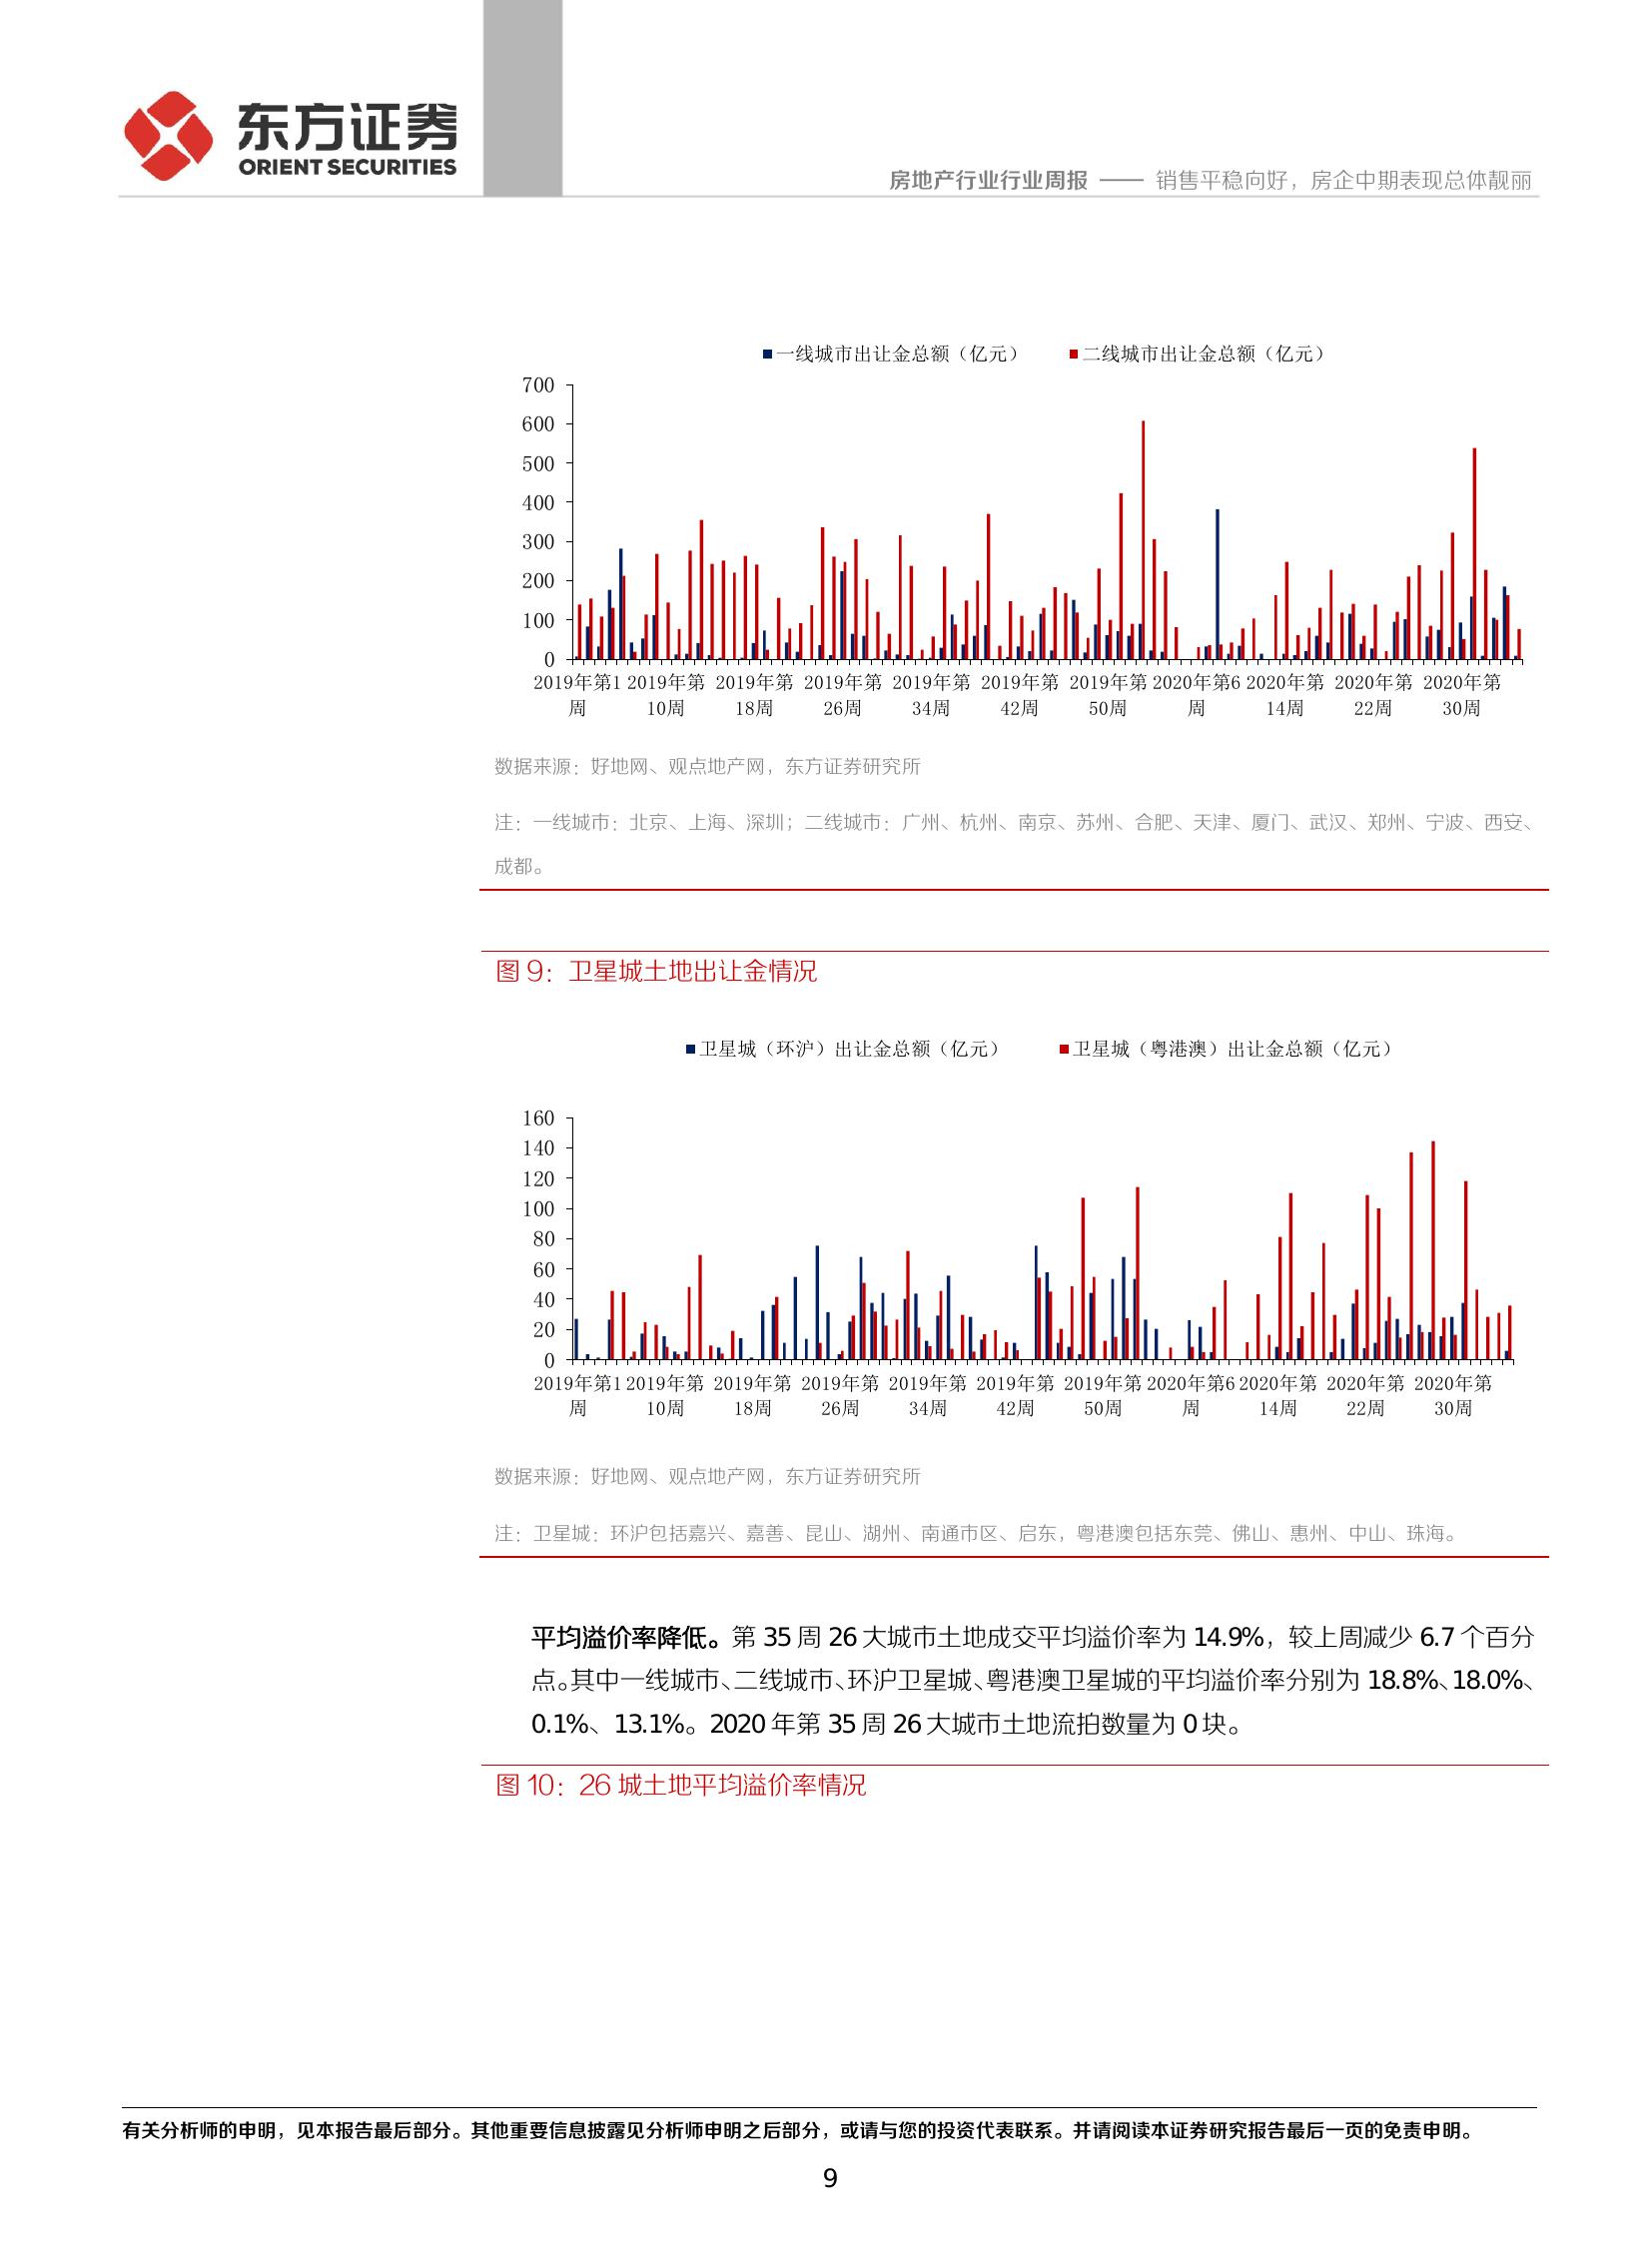 东方证券
ORIENT SECURITIES
房地产行业行业周报 —— 销售平稳向好，房企中期表现总体靓丽
一线城市出让金总额（亿元） 二线城市出让金总额（亿元）
700
600
500
400
300
200
100
0
2019年第1周 2019年第10周 2019年第18周 2019年第26周 2019年第34周 2019年第42周 2019年第50周 2020年第6周 2020年第14周 2020年第22周 2020年第30周
数据来源：好地网、观点地产网，东方证券研究所
注：一线城市：北京、上海、深圳；二线城市：广州、杭州、南京、苏州、合肥、天津、厦门、武汉、郑州、宁波、西安、
成都。
图 9：卫星城土地出让金情况
卫星城（环沪）出让金总额（亿元） 卫星城（粤港澳）出让金总额（亿元）
160
140
120
100
80
60
40
20
0
2019年第1周 2019年第10周 2019年第18周 2019年第26周 2019年第34周 2019年第42周 2019年第50周 2020年第6周 2020年第14周 2020年第22周 2020年第30周
数据来源：好地网、观点地产网，东方证券研究所
注：卫星城：环沪包括嘉兴、嘉善、昆山、湖州、南通市区、启东，粤港澳包括东莞、佛山、惠州、中山、珠海。
平均溢价率降低。第 35 周 26 大城市土地成交平均溢价率为 14.9%，较上周减少 6.7 个百分
点。其中一线城市、二线城市、环沪卫星城、粤港澳卫星城的平均溢价率分别为 18.8%、18.0%、
0.1%、13.1%。2020 年第 35 周 26 大城市土地流拍数量为 0 块。
图 10：26 城土地平均溢价率情况
有关分析师的申明，见本报告最后部分。其他重要信息披露见分析师申明之后部分，或请与您的投资代表联系。并请阅读本证券研究报告最后一页的免责申明。
9